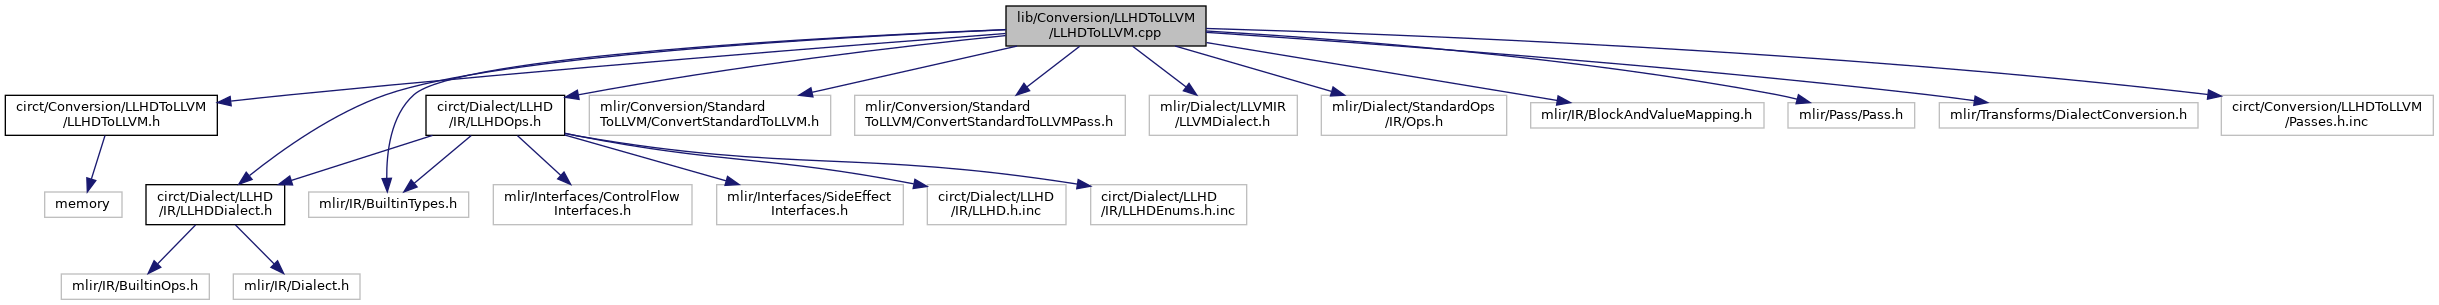 lib/Conversion/LLHDToLLVM
/LLHDToLLVM.cpp
circt/Conversion/LLHDToLLVM
/LLHDToLLVM.h
circt/Dialect/LLHD
/IR/LLHDOps.h
mlir/Conversion/Standard
ToLLVM/ConvertStandardToLLVM.h
mlir/Conversion/Standard
ToLLVM/ConvertStandardToLLVMPass.h
mlir/Dialect/LLVMIR
/LLVMDialect.h
mlir/Dialect/StandardOps
/IR/Ops.h
mlir/IR/BlockAndValueMapping.h
mlir/Pass/Pass.h
mlir/Transforms/DialectConversion.h
circt/Conversion/LLHDToLLVM
/Passes.h.inc
memory
circt/Dialect/LLHD
/IR/LLHDDialect.h
mlir/IR/BuiltinTypes.h
mlir/Interfaces/ControlFlow
Interfaces.h
mlir/Interfaces/SideEffect
Interfaces.h
circt/Dialect/LLHD
/IR/LLHD.h.inc
circt/Dialect/LLHD
/IR/LLHDEnums.h.inc
mlir/IR/BuiltinOps.h
mlir/IR/Dialect.h